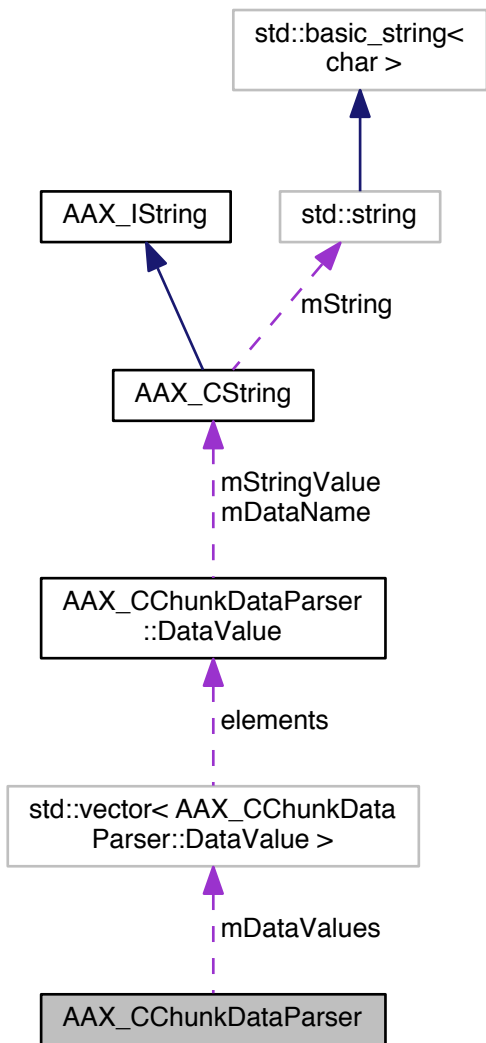 std::basic_string<
char >
AAX_IString
std::string
mString
AAX_CString
mStringValue
mDataName
AAX_CChunkDataParser
::DataValue
elements
std::vector< AAX_CChunkData
Parser::DataValue >
mDataValues
AAX_CChunkDataParser